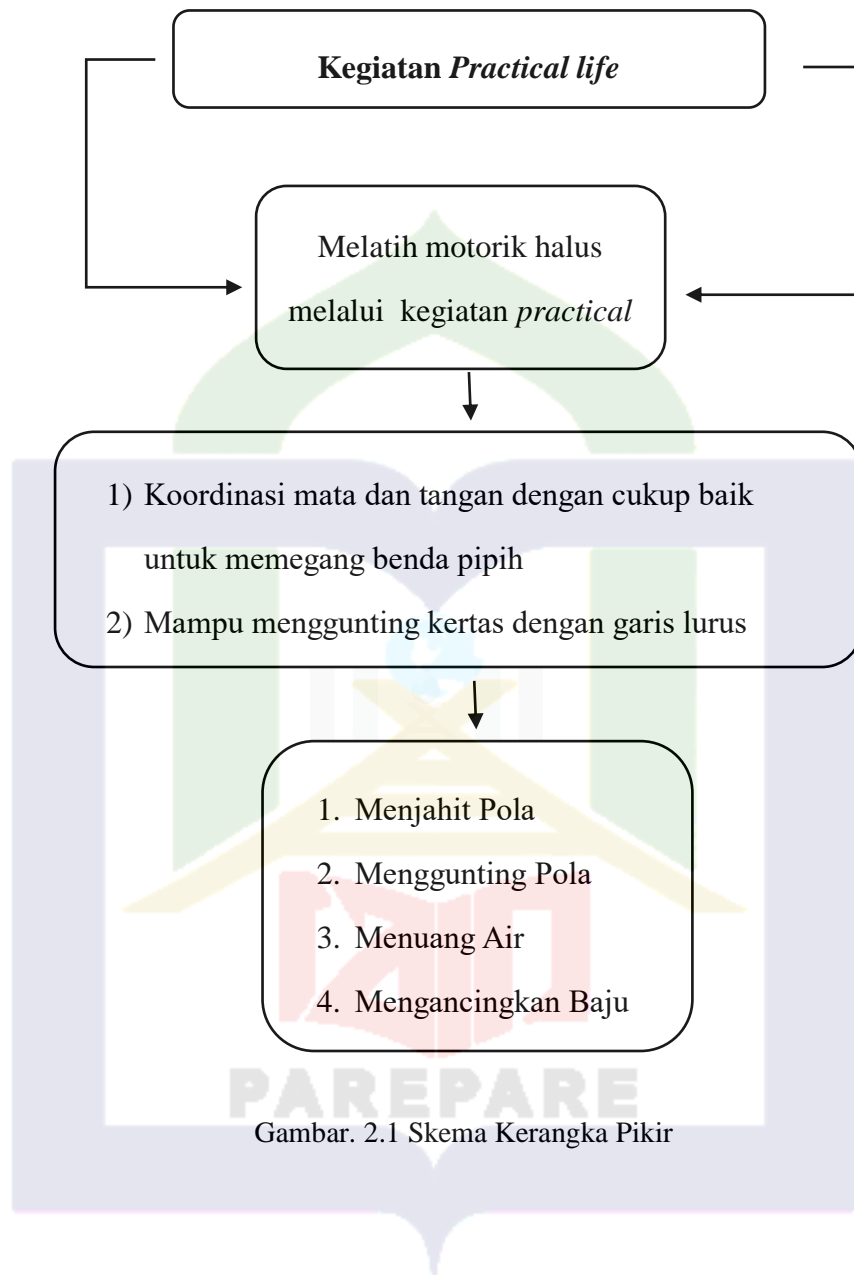 Kegiatan Practical life
Melatih motorik halus
melalui kegiatan practical
1) Koordinasi mata dan tangan dengan cukup baik
untuk memegang benda pipih
2) Mampu menggunting kertas dengan garis lurus
1. Menjahit Pola
2. Menggunting Pola
3. Menuang Air
4. Mengancingkan Baju
PAREPARE
Gambar. 2.1 Skema Kerangka Pikir